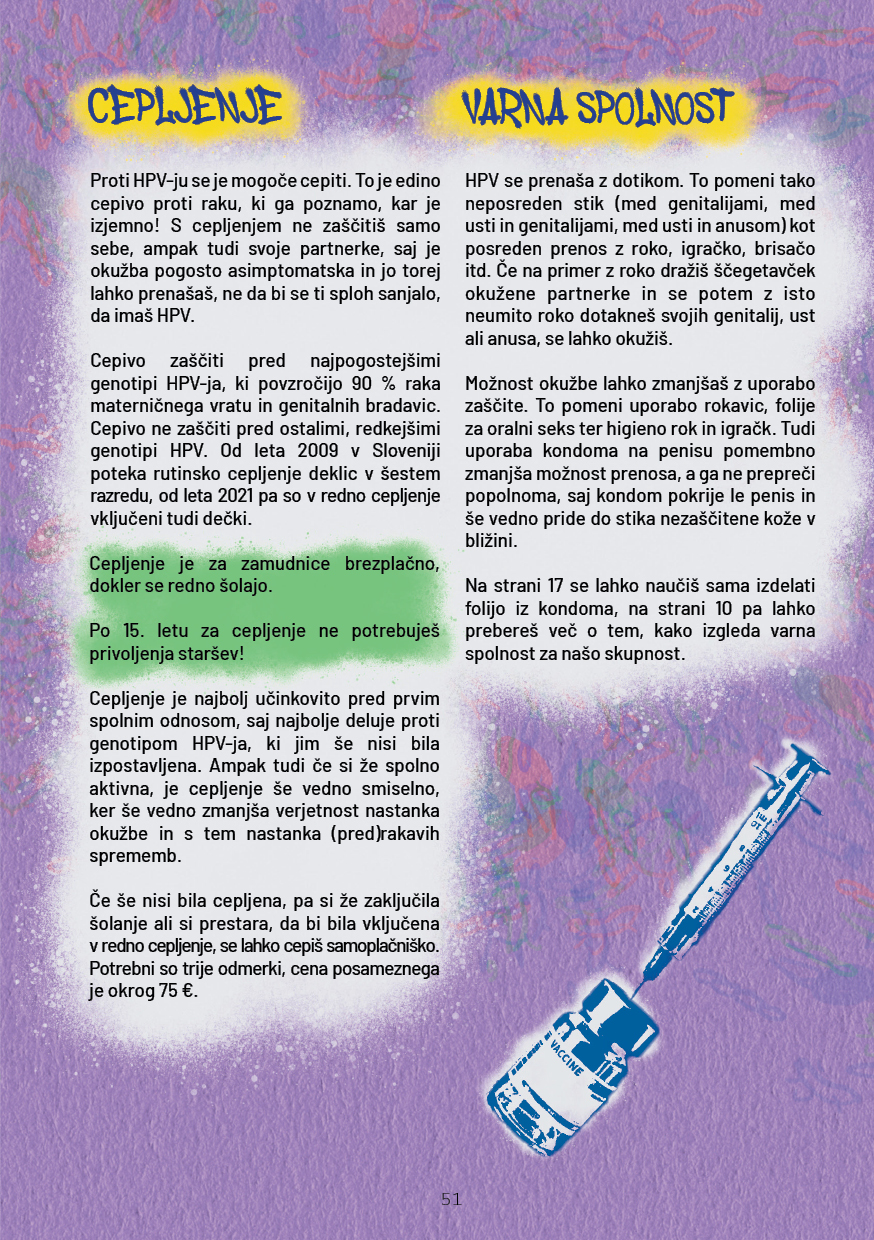 CEPLJENJE
Proti HPV-ju se je mogoče cepiti. To je edino
cepivo proti raku, ki ga poznamo, kar je
izjemno! S cepljenjem ne zaščitiš samo
sebe, ampak tudi svoje partnerke, saj je
okužba pogosto asimptomatska in jo torej
lahko prenašaš, ne da bi se ti sploh sanjalo,
da imaš HPV.
Cepivo zaščiti pred najpogostejšimi
genotipi HPV-ja, ki povzročijo 90 % raka
materničnega vratu in genitalnih bradavic.
Cepivo ne zaščiti pred ostalimi, redkejšimi
genotipi HPV. Od leta 2009 v Sloveniji
poteka rutinsko cepljenje deklic v šestem
razredu, od leta 2021 pa so v redno cepljenje
vključeni tudi dečki.
Cepljenje je za zamudnice brezplačno,
dokler se redno šolajo.
Po 15. letu za cepljenje ne potrebuješ
privoljenja staršev!
Cepljenje je najbolj učinkovito pred prvim
spolnim odnosom, saj najbolje deluje proti
genotipom HPV-ja, ki jim še nisi bila
izpostavljena. Ampak tudi če si že spolno
aktivna, je cepljenje še vedno smiselno,
ker še vedno zmanjša verjetnost nastanka
okužbe in s tem nastanka (pred)rakavih
sprememb.
Če še nisi bila cepljena, pa si že zaključila
šolanje ali si prestara, da bi bila vključena
v redno cepljenje, se lahko cepiš samoplačniško.
Potrebni so trije odmerki, cena posameznega
je okrog 75 €.
VARNA SPOLNOST
HPV se prenaša z dotikom. To pomeni tako
neposreden stik (med genitalijami, med
usti in genitalijami, med usti in anusom) kot
posreden prenos z roko, igračko, brisačo
itd. Če na primer z roko dražiš ščegetavček
okužene partnerke in se potem z isto
neumito roko dotakneš svojih genitalij, ust
ali anusa, se lahko okužiš.
Možnost okužbe lahko zmanjšaš z uporabo
zaščite. To pomeni uporabo rokavic, folije
za oralni seks ter higieno rok in igračk. Tudi
uporaba kondoma na penisu pomembno
zmanjša možnost prenosa, a ga ne prepreči
popolnoma, saj kondom pokrije le penis in
še vedno pride do stika nezaščitene kože v
bližini.
Na strani 17 se lahko naučiš sama izdelati
folijo iz kondoma, na strani 10 pa lahko
prebereš več o tem, kako izgleda varna
spolnost za našo skupnost.
VACCINE
51